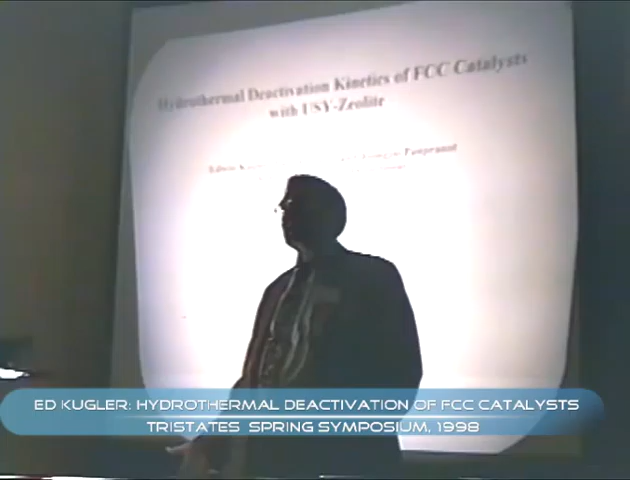 Hydrothermal Deactivation Kinetics of FCC Catalysts
with USY-Zeolite
Edwin
ED KUGLER: HYDROTHERMAL DEACTIVATION OF FCC CATALYSTS
TRISTATES SPRING SYMPOSIUM, 1998